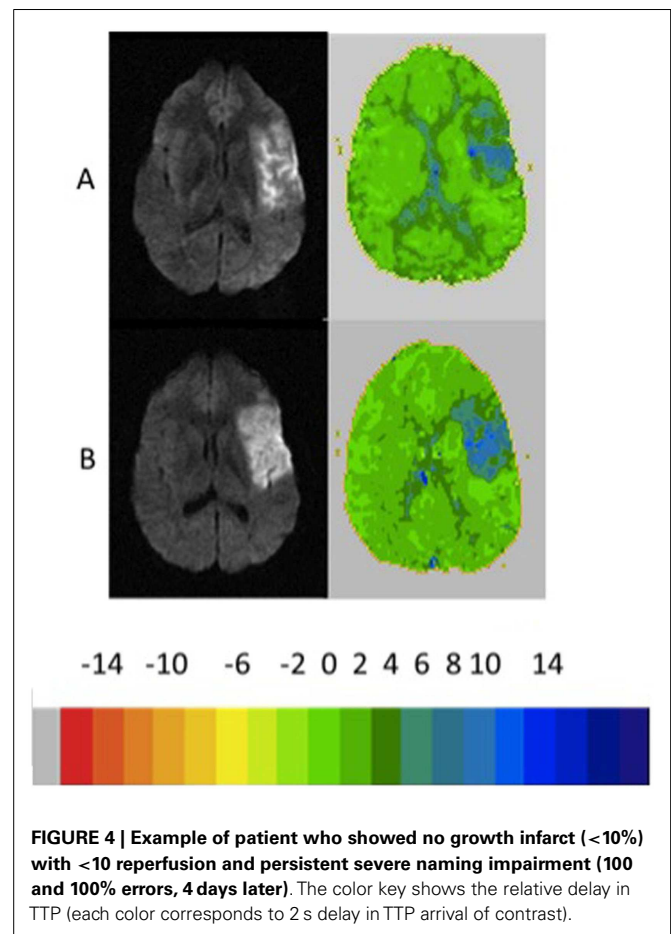 A
B
-14 -10 -6 -2 0 2 4 6 8 10 14
FIGURE 4 | Example of patient who showed no growth infarct (<10%)
with <10 reperfusion and persistent severe naming impairment (100
and 100% errors, 4 days later). The color key shows the relative delay in
TTP (each color corresponds to 2 s delay in TTP arrival of contrast).